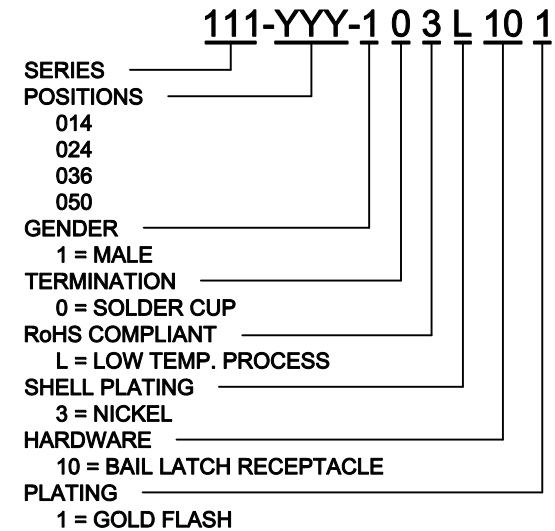 111-YYY-1 0 3 L 10 1
SERIES
POSITIONS
014
024
036
050
GENDER
1 = MALE
TERMINATION
0 = SOLDER CUP
RoHS COMPLIANT
L = LOW TEMP. PROCESS
SHELL PLATING
3 = NICKEL
HARDWARE
10 = BAIL LATCH RECEPTACLE
PLATING
1 = GOLD FLASH